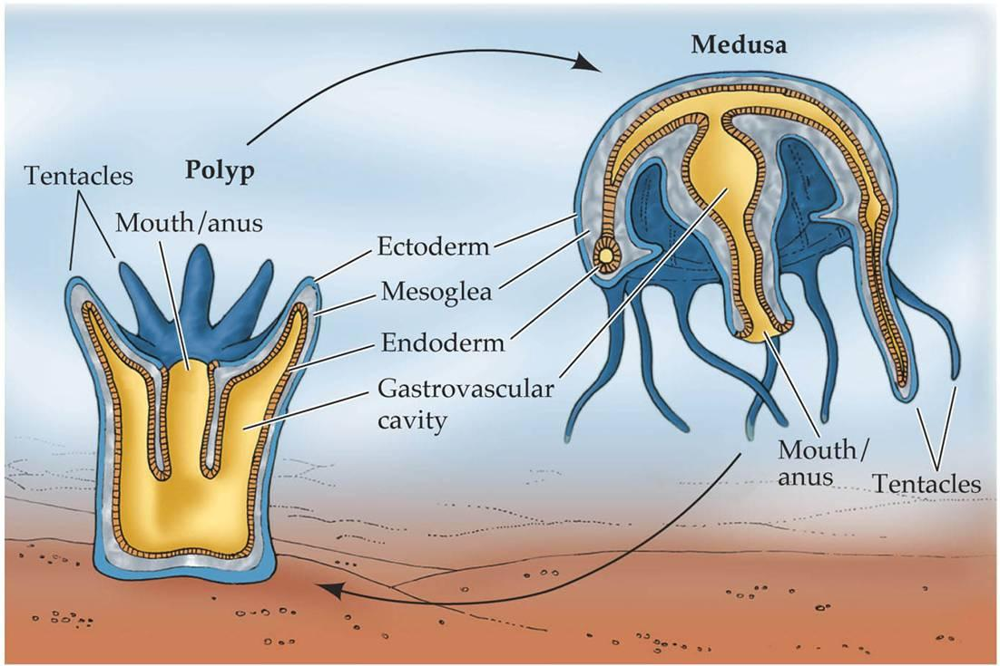 Medusa
Polyp
Tentacles
Mouth/anus
Ectoderm
Mesoglea
Endoderm
Gastrovascular
cavity
Mouth/
anus
Tentacles